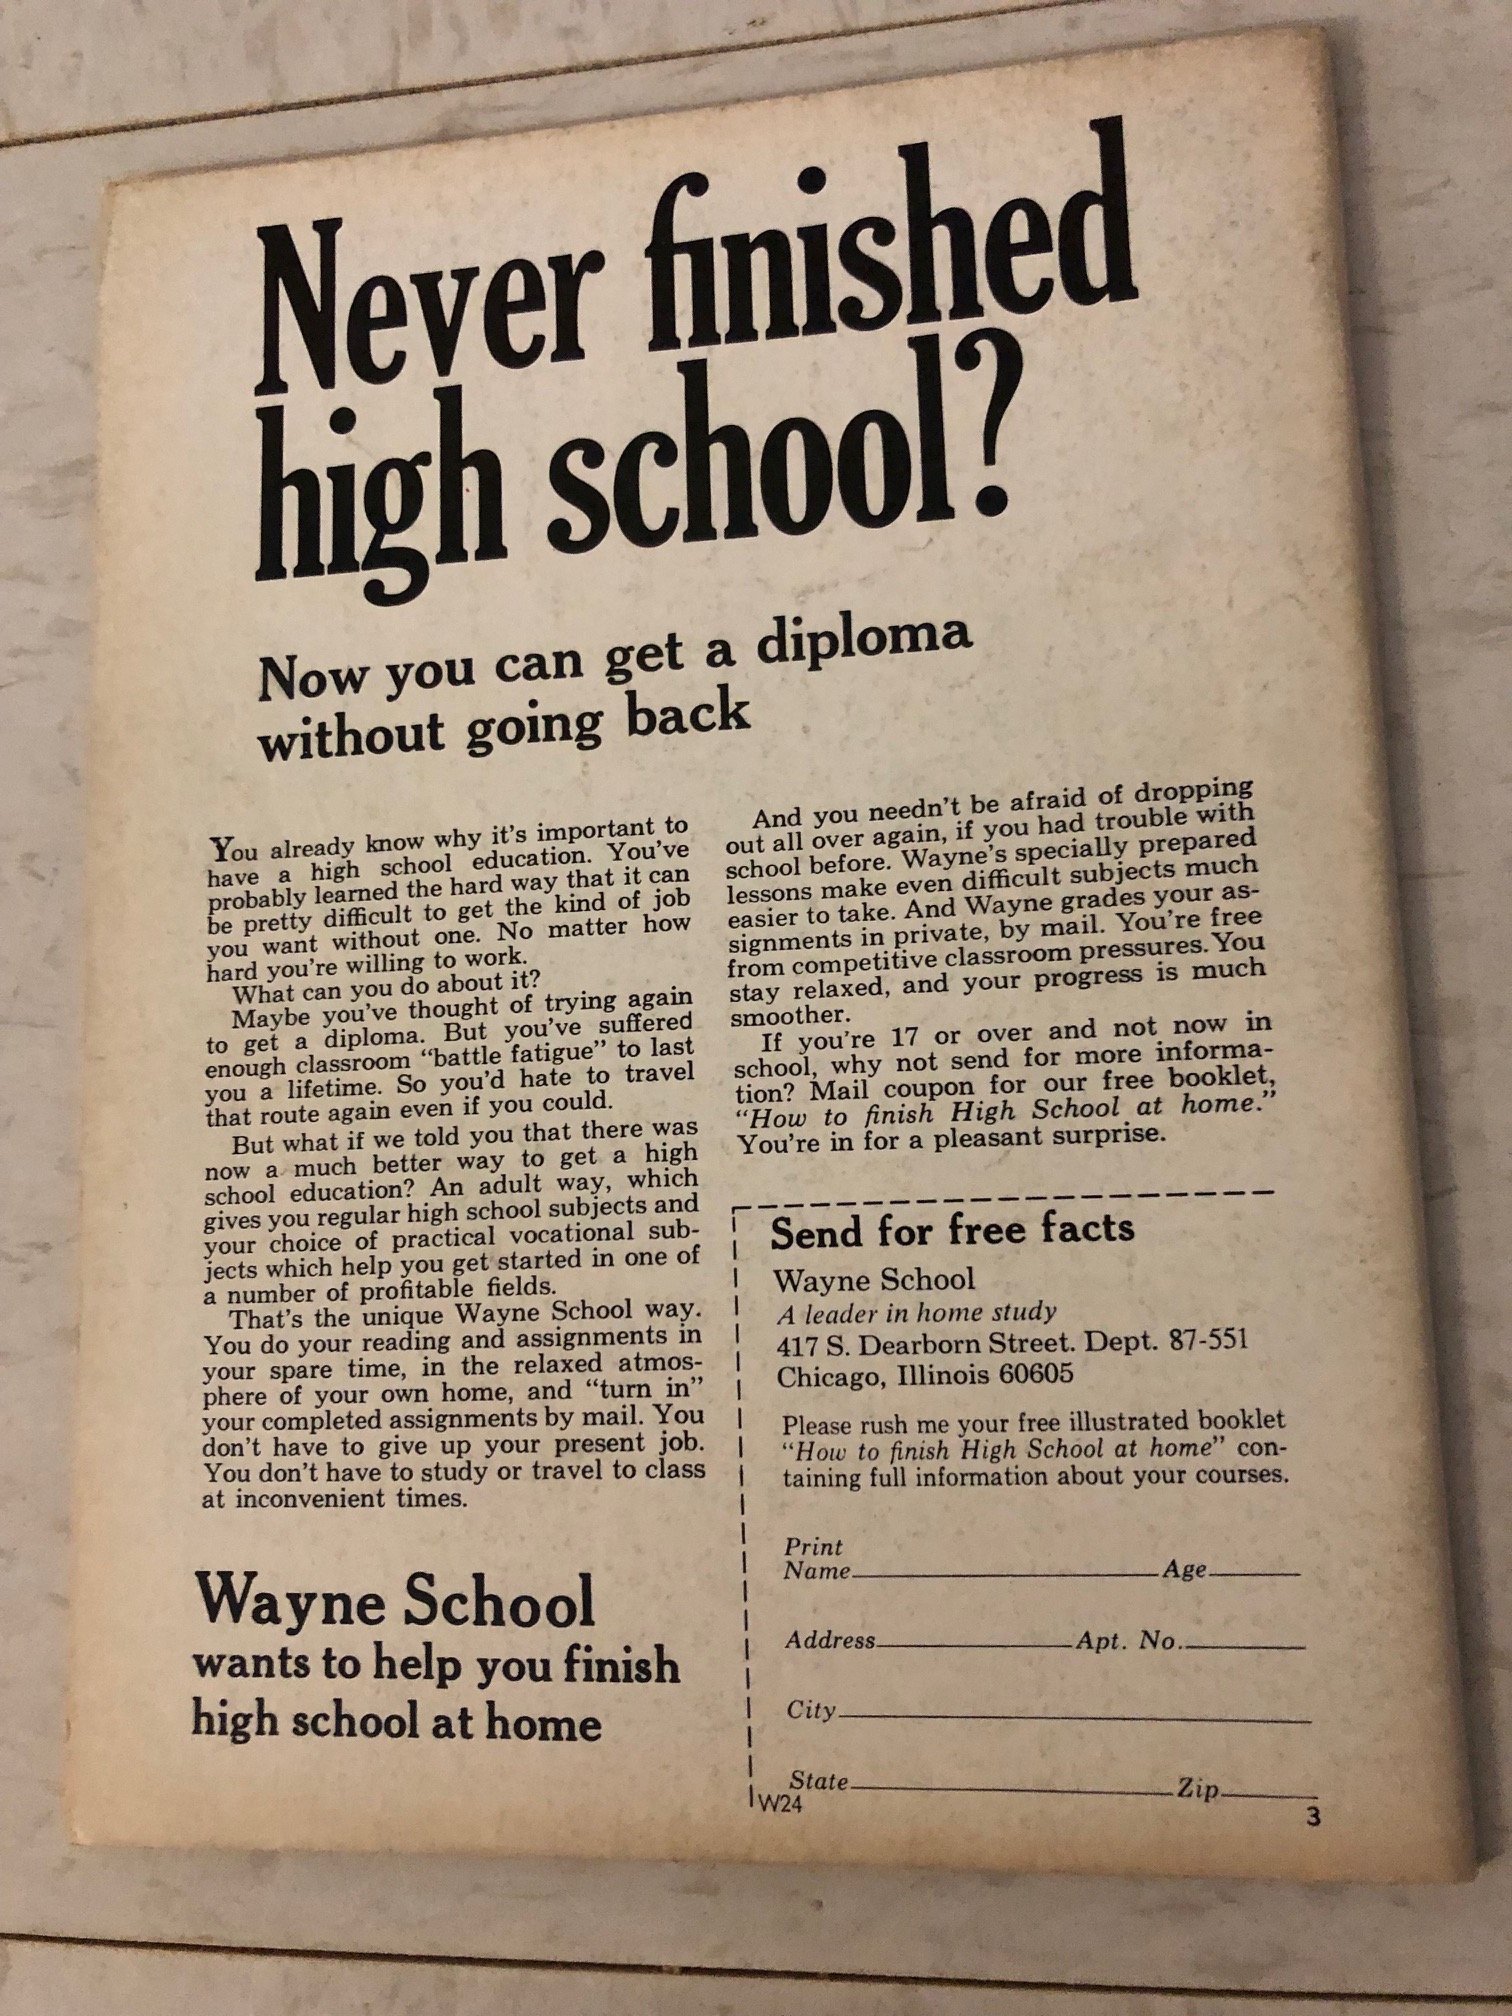 Never finished
high school?
Now you can get a diploma
without going back
You already know why it's important to
have a high school education. You've
probably learned the hard way that it can
be pretty difficult to get the kind of job
you want without one. No matter how
hard you're willing to work.
What can you do about it?
Maybe you've thought of trying again
to get a diploma. But you've suffered
enough classroom "battle fatigue" to last
you a lifetime. So you'd hate to travel
that route again even if you could.
But what if we told you that there was
now a much better way to get a high
school education? An adult way, which
gives you regular high school subjects and
your choice of practical vocational sub-
jects which help you get started in one of
a number of profitable fields.
That's the unique Wayne School way.
You do your reading and assignments in
your spare time, in the relaxed atmos-
phere of your own home, and "turn in"
your completed assignments by mail. You
don't have to give up your present job.
You don't have to study or travel to class
at inconvenient times.
Wayne School
wants to help you finish
high school at home
And you needn't be afraid of dropping
out all over again, if you had trouble with
school before. Wayne's specially prepared
lessons make even difficult subjects much
easier to take. And Wayne grades your as-
signments in private, by mail. You're free
from competitive classroom pressures. You
stay relaxed, and your progress is much
smoother.
If you're 17 or over and not now in
school, why not send for more informa-
tion? Mail coupon for our free booklet,
"How to finish High School at home."
You're in for a pleasant surprise.
Send for free facts
Wayne School
A leader in home study
417 S. Dearborn Street. Dept. 87-551
Chicago, Illinois 60605
Please rush me your free illustrated booklet
"How to finish High School at home" con-
taining full information about your courses.
Print
Name Age
Address Apt. No.
City
State Zip
W24
3